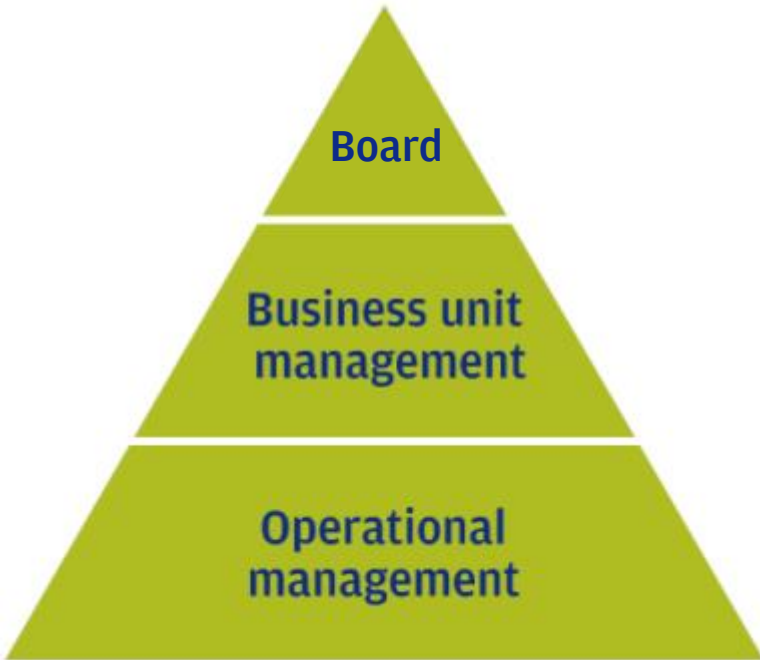 Board
Business unit
management
Operational
management